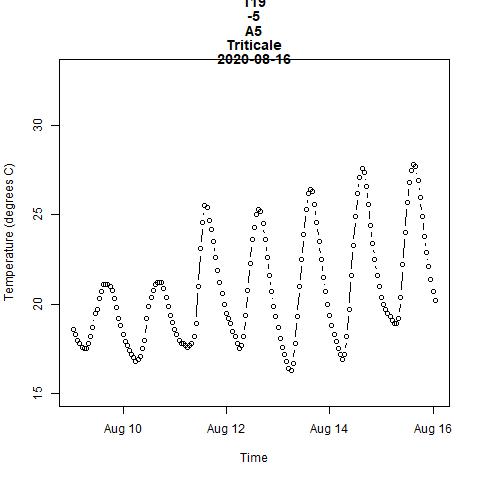 T19
-5
A5
Triticale
2020-08-16
Temperature (degrees C)
30
25
20
15
Aug 10
Aug 12
Aug 14
Aug 16
Time